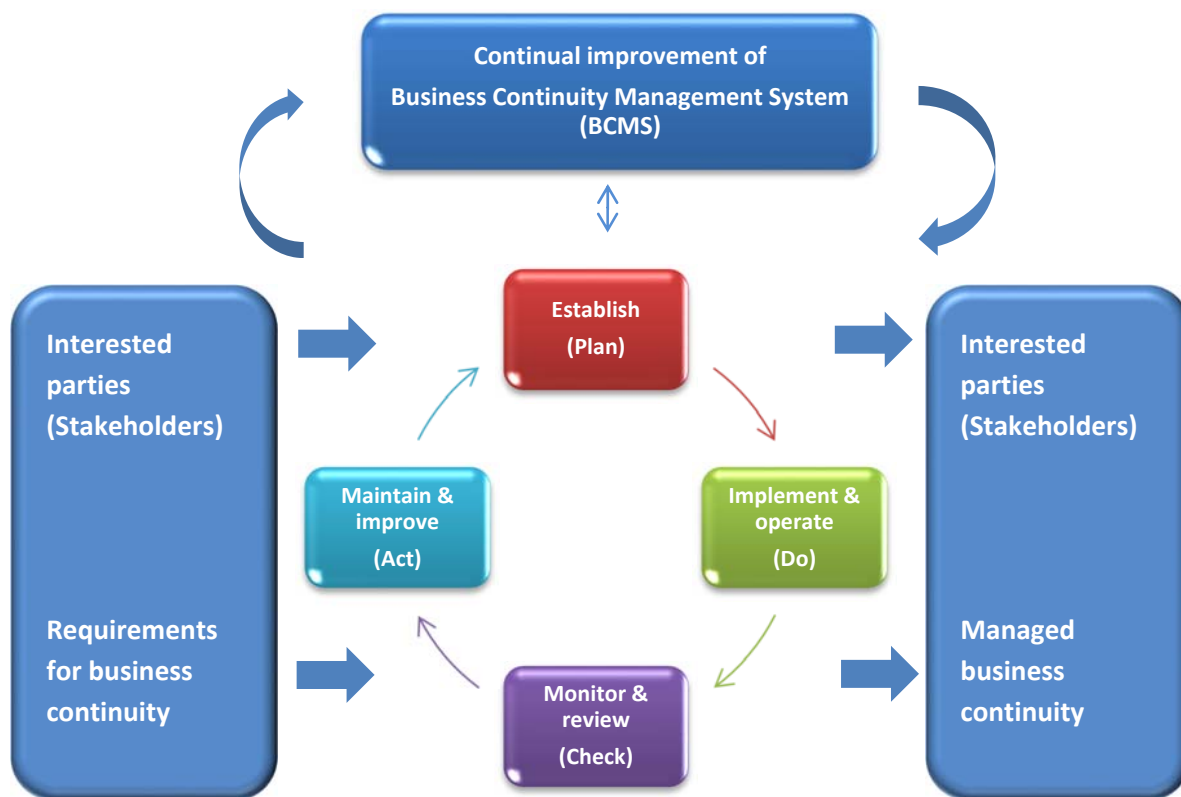 Continual improvement of
Business Continuity Management System
(BCMS)
Establish
(Plan)
Interested
parties
(Stakeholders)
Requirements
for business
continuity
Maintain &
improve
(Act)
Implement &
operate
(Do)
Monitor &
review
(Check)
Interested
parties
(Stakeholders)
Managed
business
continuity